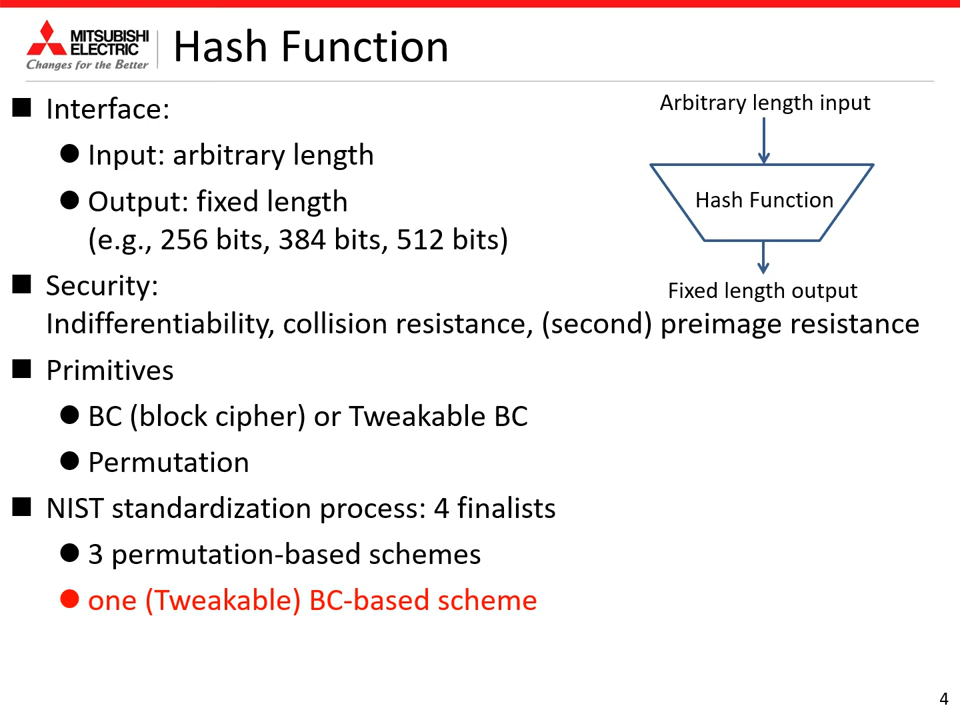 MITSUBISHI
ELECTRIC
Changes for the Better
Hash Function
Interface:
Input: arbitrary length
Output: fixed length
(e.g., 256 bits, 384 bits, 512 bits)
Arbitrary length input
Hash Function
Fixed length output
Security:
Indifferentiability, collision resistance, (second) preimage resistance
Primitives
BC (block cipher) or Tweakable BC
Permutation
NIST standardization process: 4 finalists
3 permutation-based schemes
one (Tweakable) BC-based scheme
4